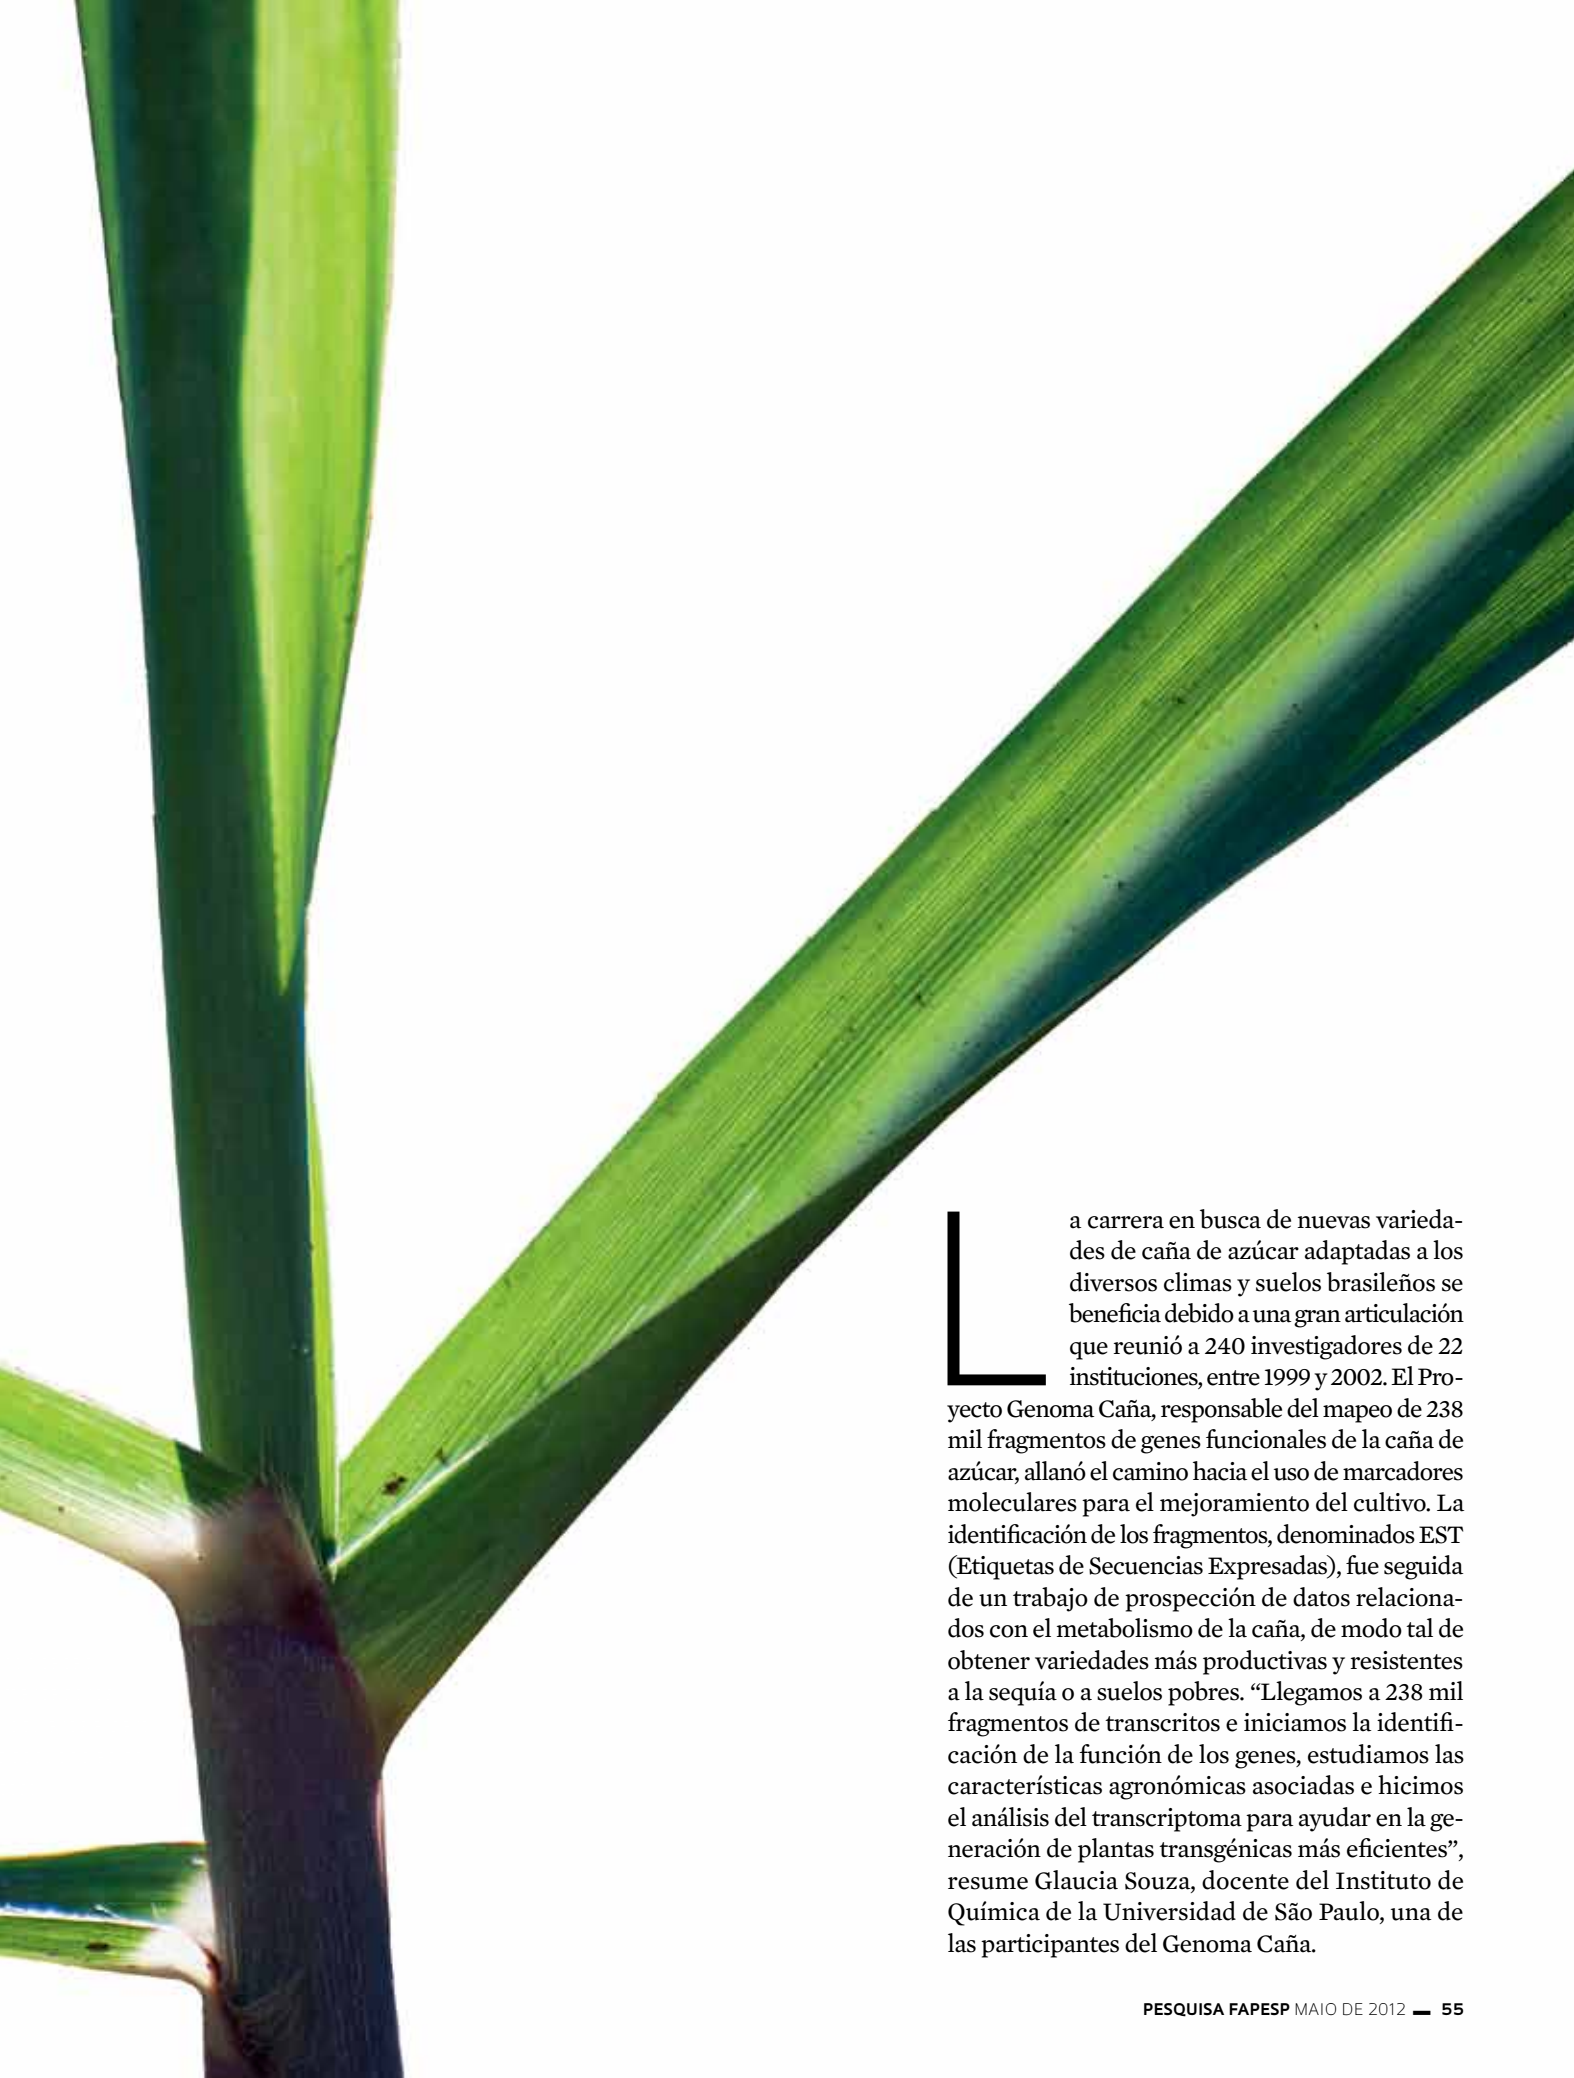 La carrera en busca de nuevas varieda-
des de caña de azúcar adaptadas a los
diversos climas y suelos brasileños se
beneficia debido a una gran articulación
que reunió a 240 investigadores de 22
instituciones, entre 1999 y 2002. El Pro-
yecto Genoma Caña, responsable del mapeo de 238
mil fragmentos de genes funcionales de la caña de
azúcar, allanó el camino hacia el uso de marcadores
moleculares para el mejoramiento del cultivo. La
identificación de los fragmentos, denominados EST
(Etiquetas de Secuencias Expresadas), fue seguida
de un trabajo de prospección de datos relaciona-
dos con el metabolismo de la caña, de modo tal de
obtener variedades más productivas y resistentes
a la sequía o a suelos pobres. “Llegamos a 238 mil
fragmentos de transcritos e iniciamos la identifi-
cación de la función de los genes, estudiamos las
características agronómicas asociadas e hicimos
el análisis del transcriptoma para ayudar en la ge-
neración de plantas transgénicas más eficientes”,
resume Glaucia Souza, docente del Instituto de
Química de la Universidad de São Paulo, una de
las participantes del Genoma Caña.
PESQUISA FAPESP MAIO DE 2012 — 55